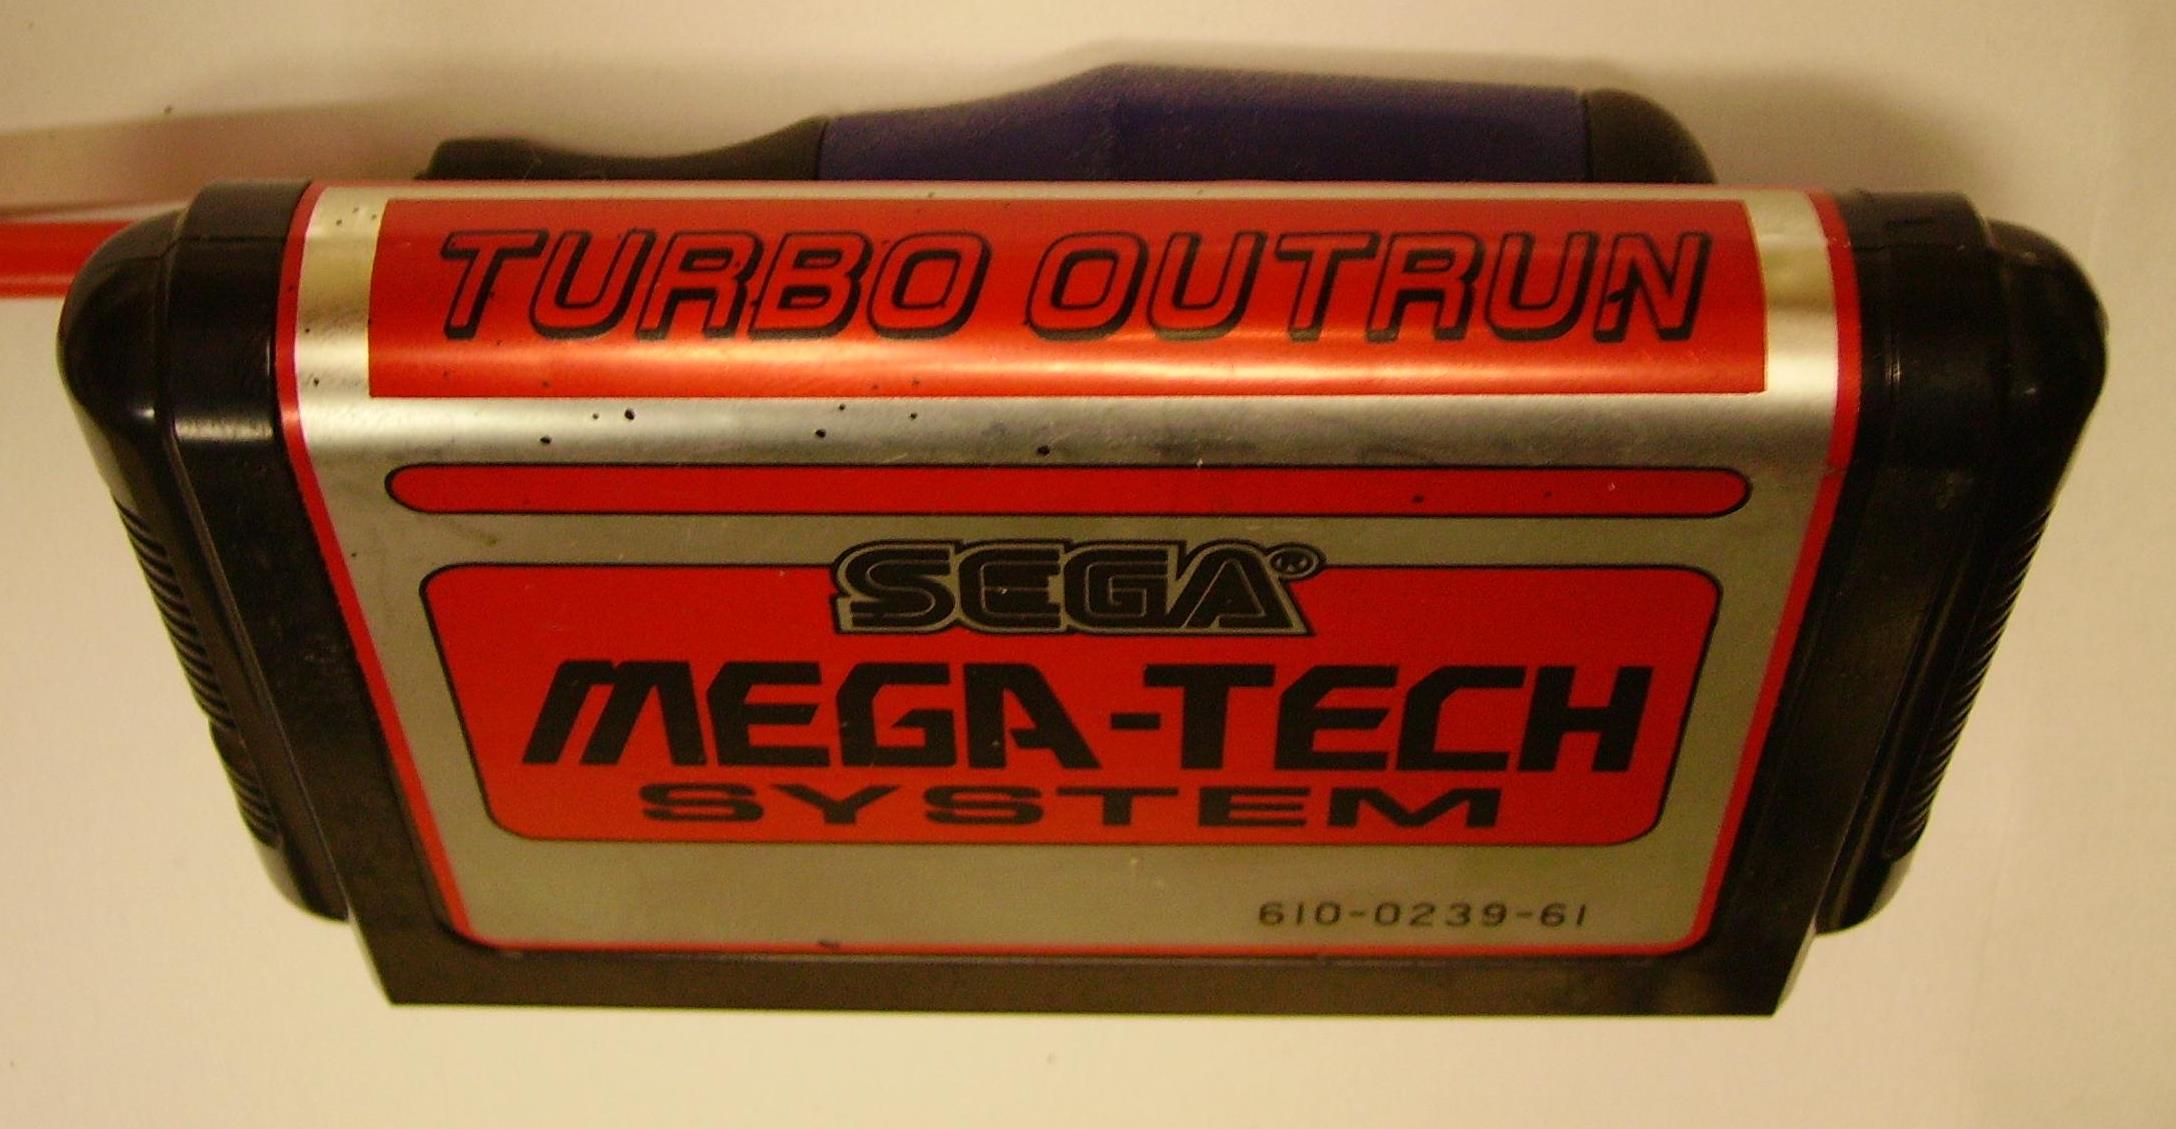 TURBO OUTRUN
SEGA®
MEGA-TECH
SYSTEM
610-0239-61